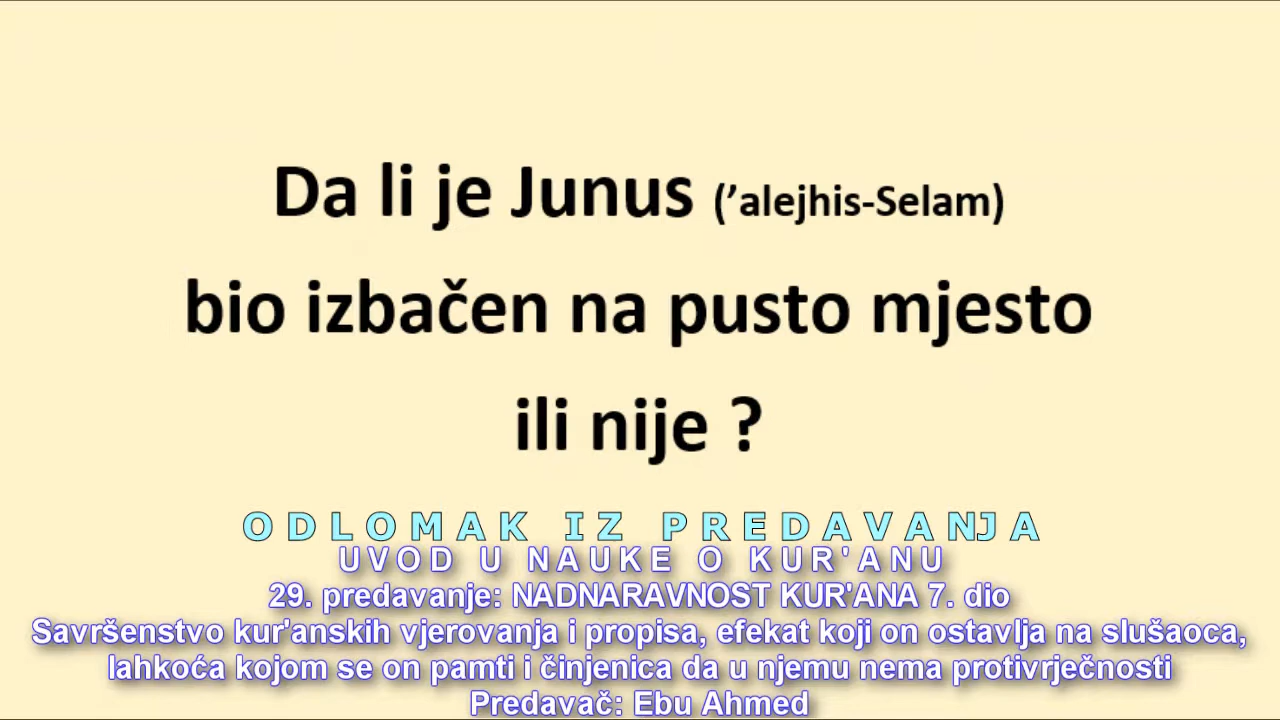 Da li je Junus (’alejhis-Selam)
bio izbačen na pusto mjesto
ili nije ?
ODLOMAK IZ PREDAVANJA
UVOD U NAUKE O KUR'ANU
29. predavanje: NADNARAVNOST KUR'ANA 7. dio
Savršenstvo kur'anskih vjerovanja i propisa, efekat koji on ostavlja na slušaoca,
lahkoća kojom se on pamti i činjenica da u njemu nema protivrječnosti
Predavač: Ebu Ahmed